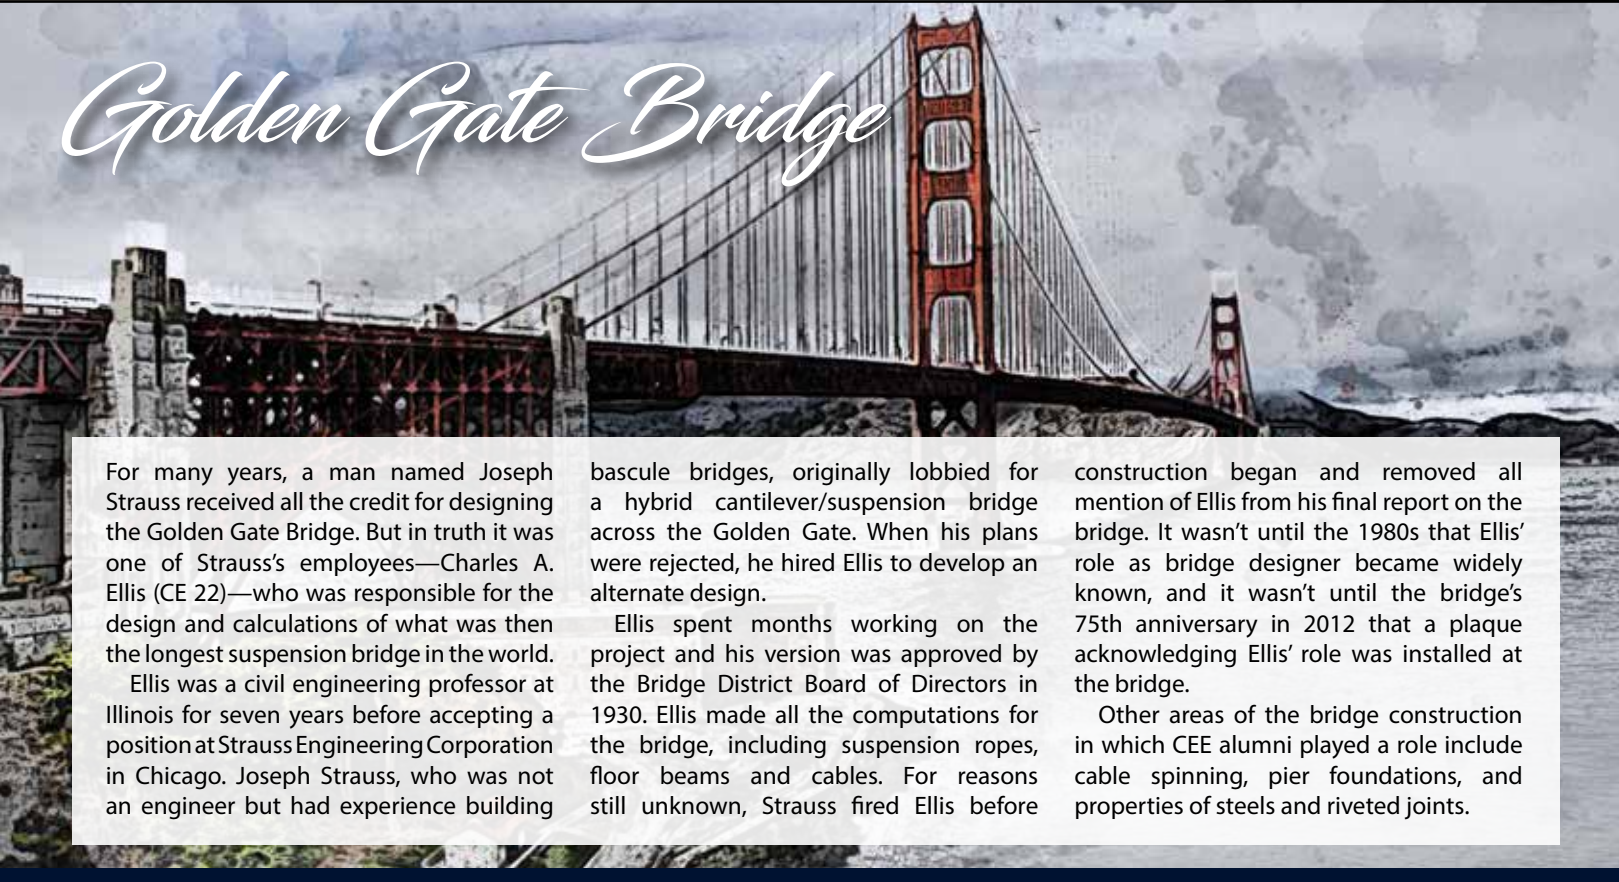 Golden Gate Bridge
For many years, a man named Joseph
Strauss received all the credit for designing
the Golden Gate Bridge. But in truth it was
one of Strauss’s employees—Charles A.
Ellis (CE 22)—who was responsible for the
design and calculations of what was then
the longest suspension bridge in the world.
Ellis was a civil engineering professor at
Illinois for seven years before accepting a
position at Strauss Engineering Corporation
in Chicago. Joseph Strauss, who was not
an engineer but had experience building
bascule bridges, originally lobbied for
a hybrid cantilever/suspension bridge
across the Golden Gate. When his plans
were rejected, he hired Ellis to develop an
alternate design.
Ellis spent months working on the
project and his version was approved by
the Bridge District Board of Directors in
1930. Ellis made all the computations for
the bridge, including suspension ropes,
floor beams and cables. For reasons
still unknown, Strauss fired Ellis before
construction began and removed all
mention of Ellis from his final report on the
bridge. It wasn’t until the 1980s that Ellis’
role as bridge designer became widely
known, and it wasn’t until the bridge’s
75th anniversary in 2012 that a plaque
acknowledging Ellis’ role was installed at
the bridge.
Other areas of the bridge construction
in which CEE alumni played a role include
cable spinning, pier foundations, and
properties of steels and riveted joints.